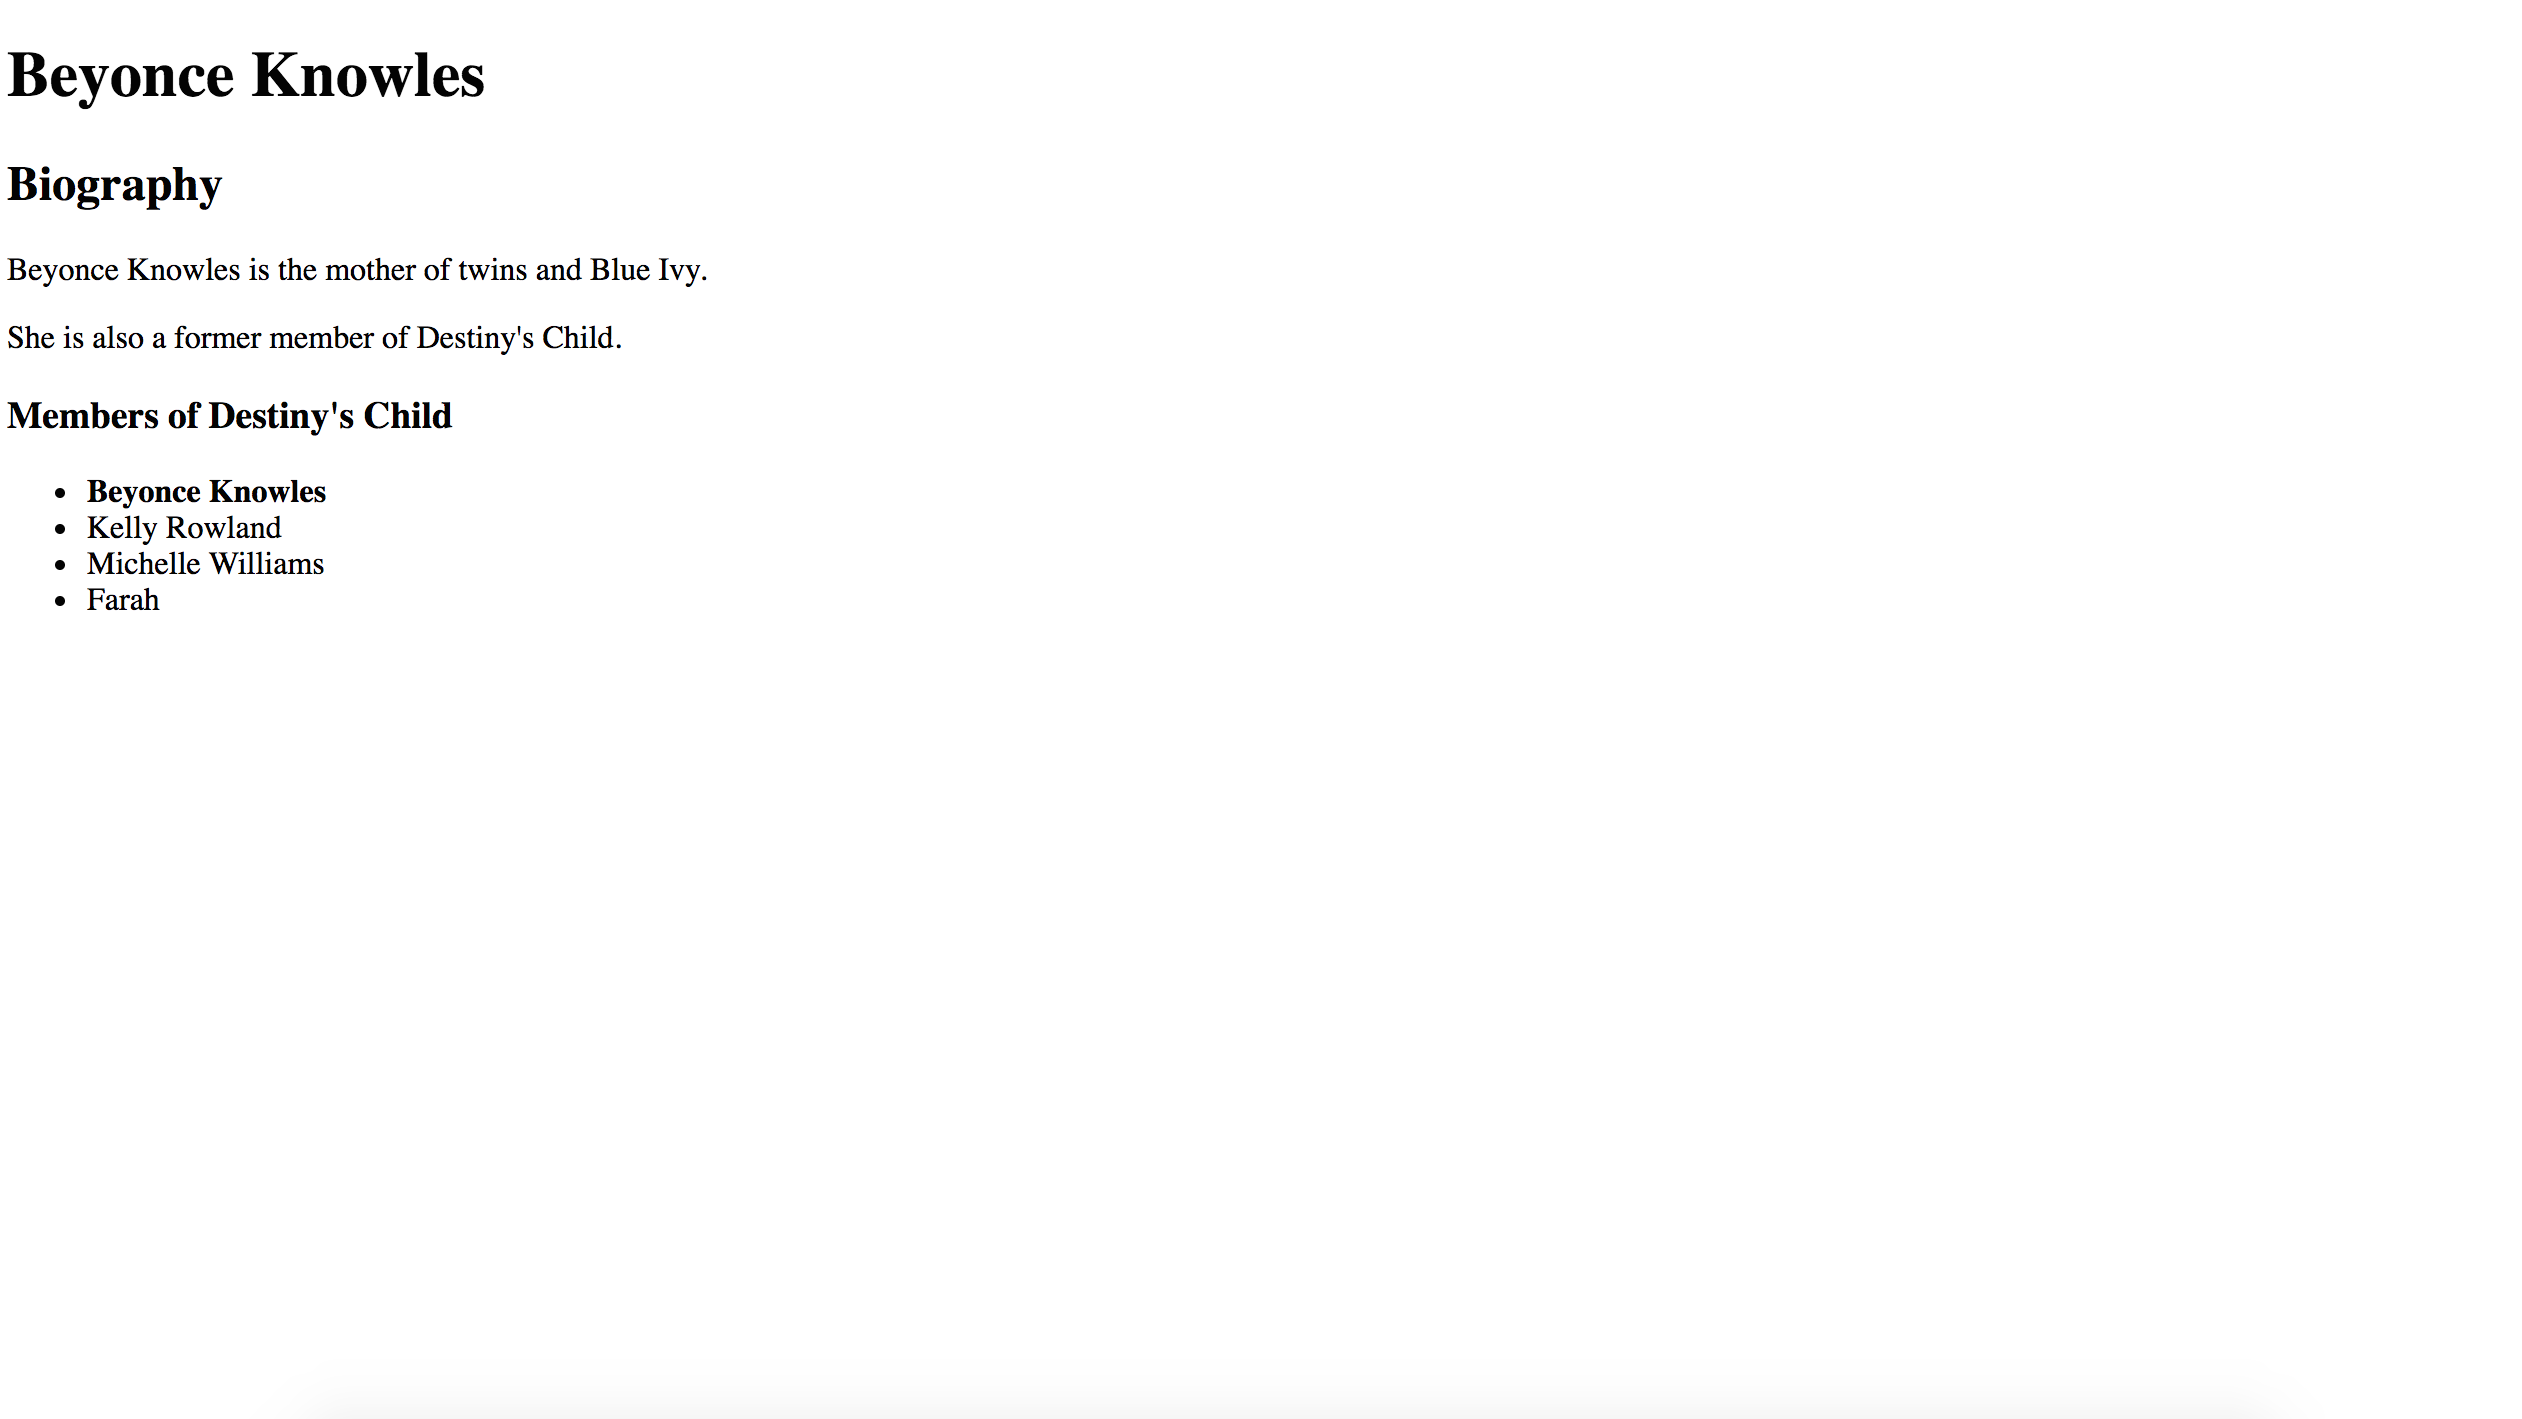 Beyonce Knowles
Biography
Beyonce Knowles is the mother of twins and Blue Ivy.
She is also a former member of Destiny's Child.
Members of Destiny's Child
Beyonce Knowles
Kelly Rowland
Michelle Williams
Farah